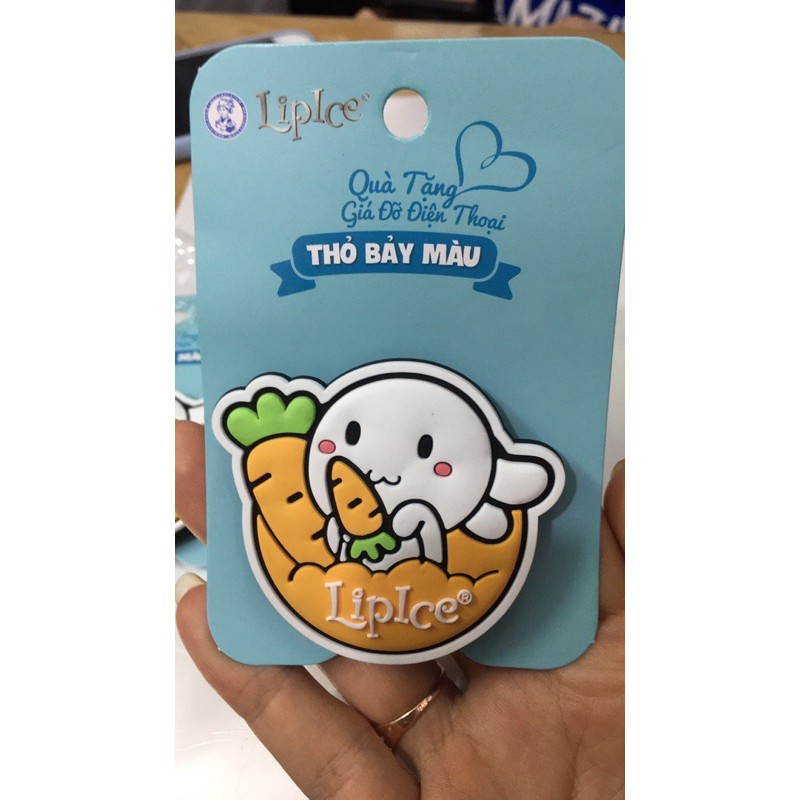 LipIce®
Quà Tặng
Giá Đỡ Điện Thoại
THỎ BẢY MÀU
LipIce®